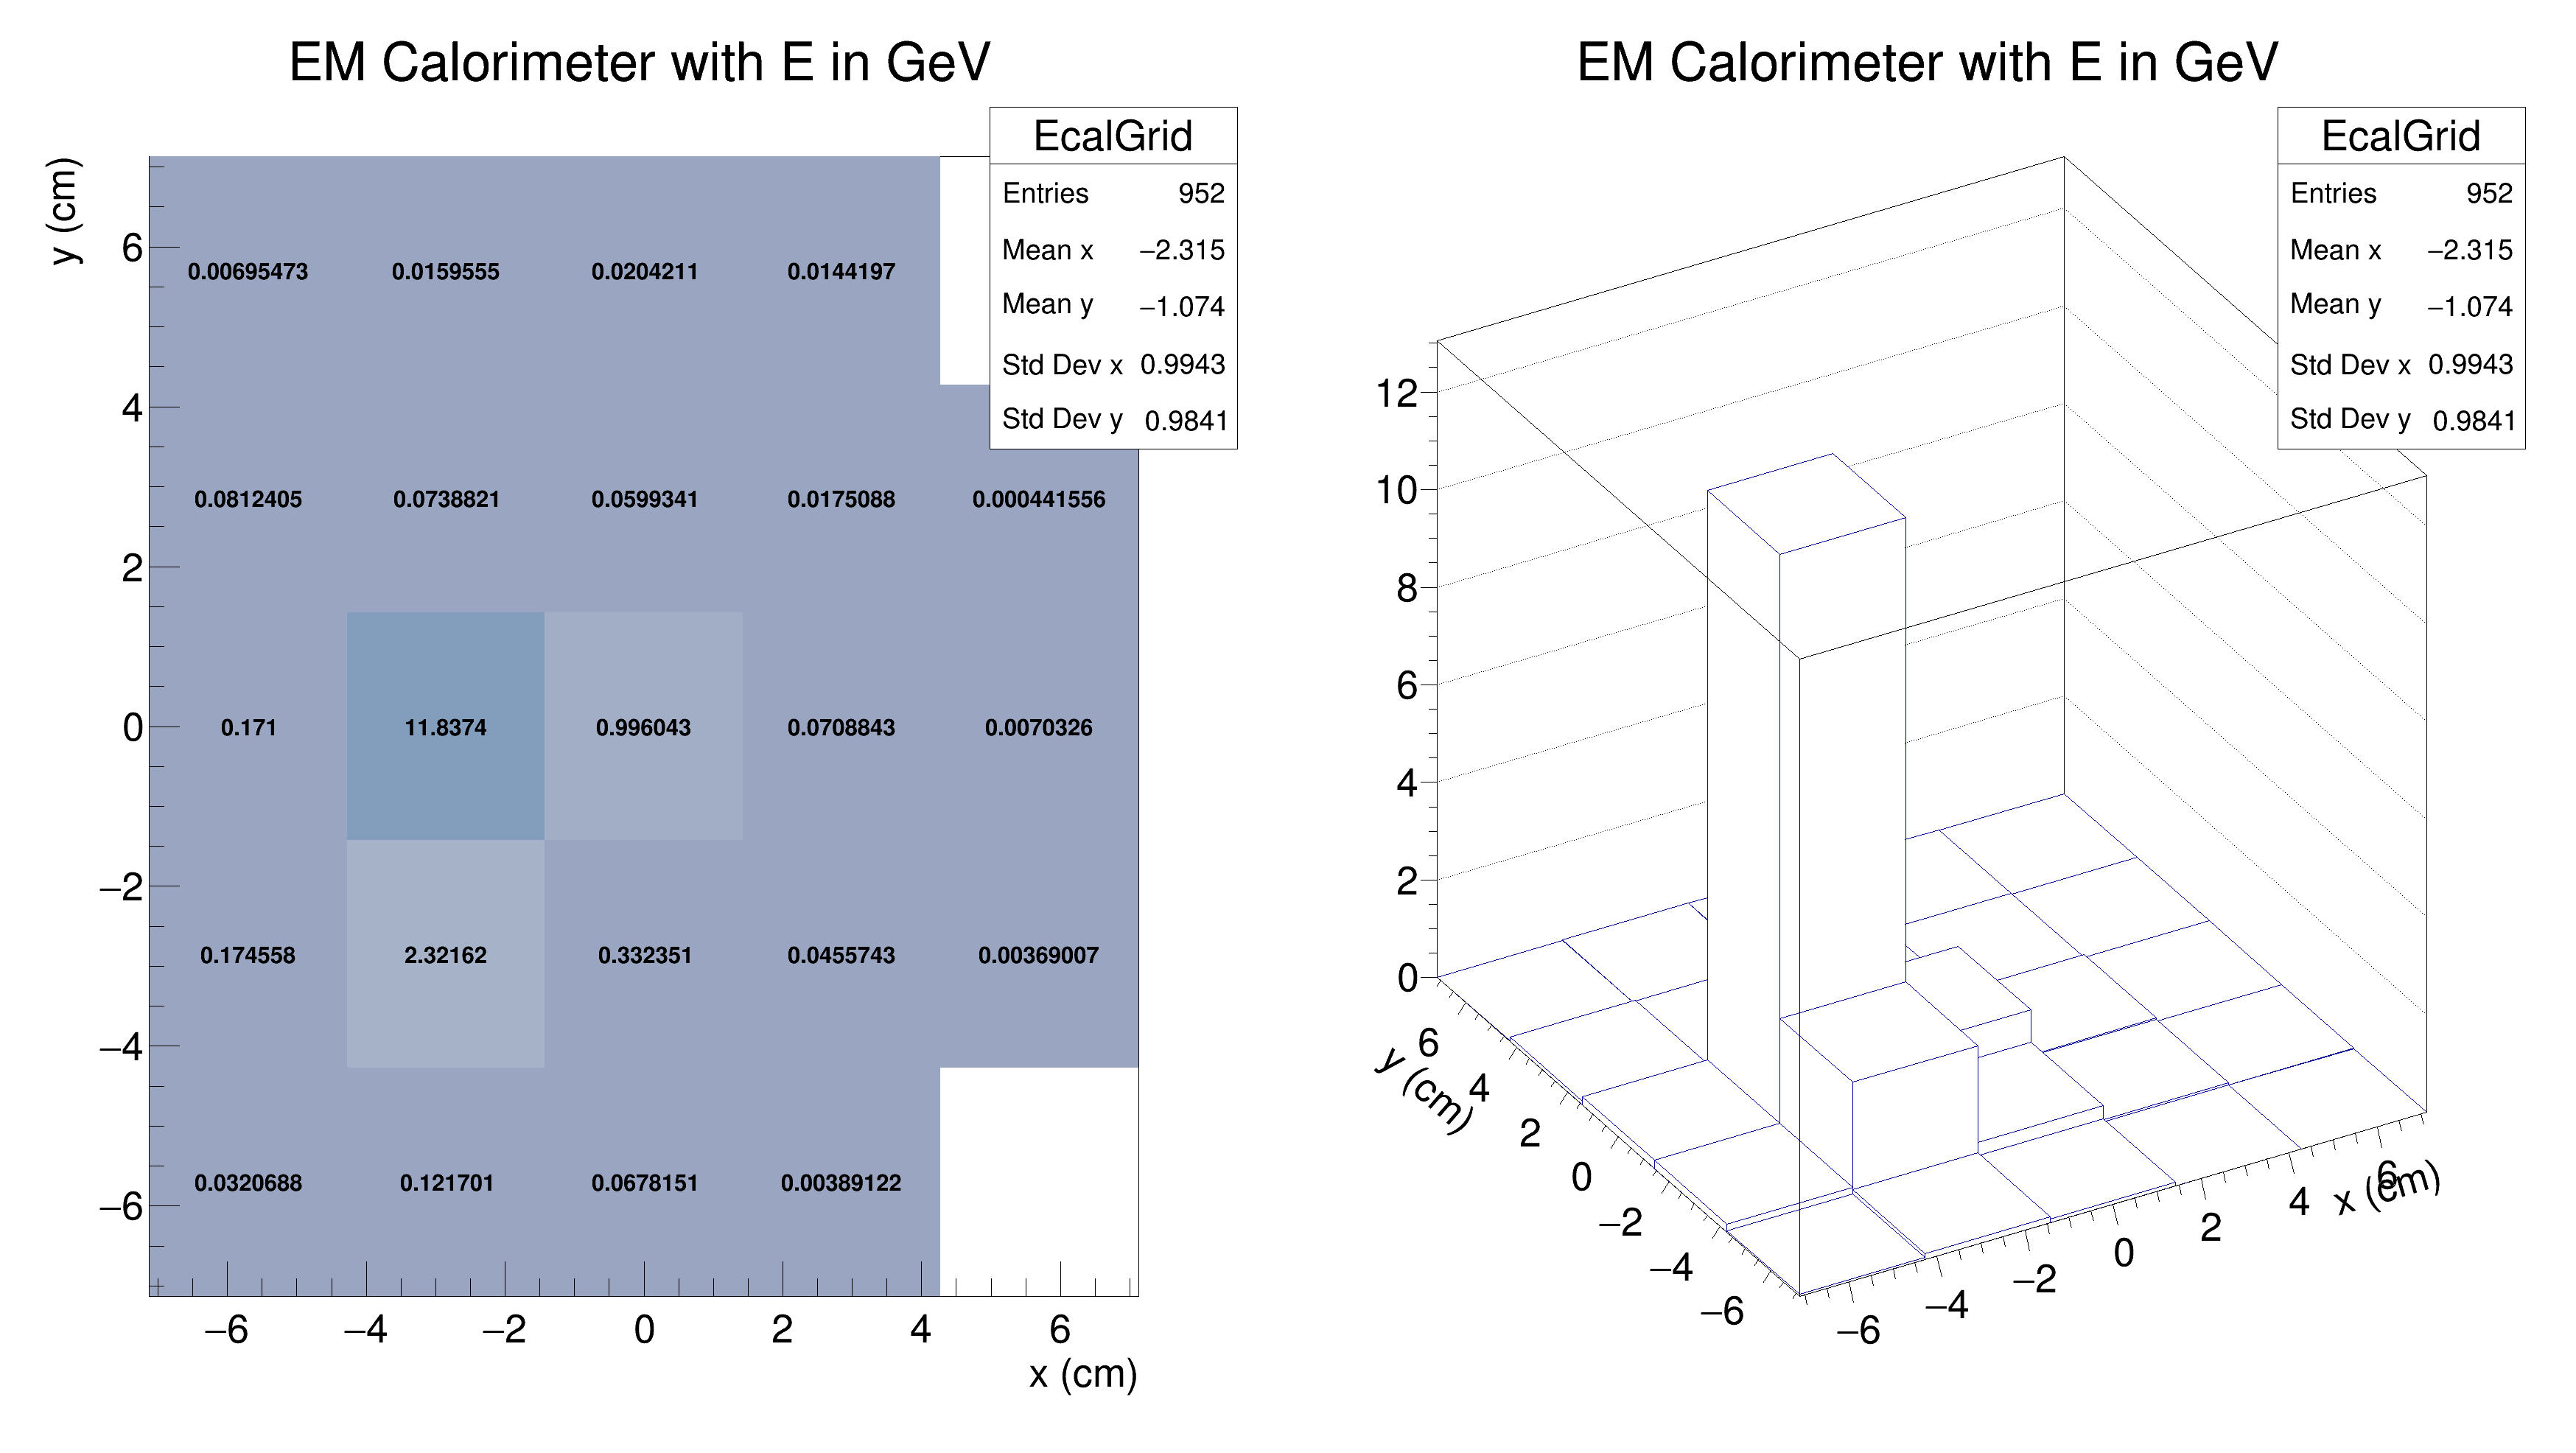 EM Calorimeter with E in GeV
EcalGrid
Entries 952
Mean x −2.315
Mean y −1.074
Std Dev x 0.9943
Std Dev y 0.9841
y (cm)
6
4
2
0
−2
−4
−6
0.00695473 0.0159555 0.0204211 0.0144197
0.0812405 0.0738821 0.0599341 0.0175088 0.000441556
0.171 11.8374 0.996043 0.0708843 0.0070326
0.174558 2.32162 0.332351 0.0455743 0.00369007
0.0320688 0.121701 0.0678151 0.00389122
−6 −4 −2 0 2 4 6
x (cm)
EM Calorimeter with E in GeV
EcalGrid
Entries 952
Mean x −2.315
Mean y −1.074
Std Dev x 0.9943
Std Dev y 0.9841
12
10
8
6
4
2
0
6
4
2
0
−2
−4
−6
y (cm)
−6
−4
−2
0
2
4
6
x (cm)